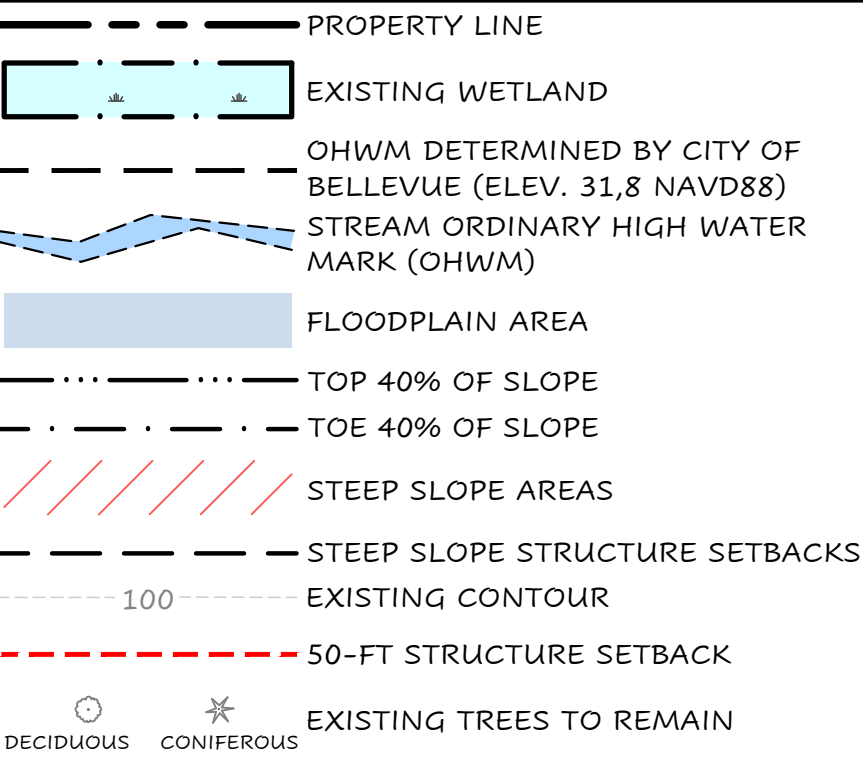 PROPERTY LINE
EXISTING WETLAND
OHWM DETERMINED BY CITY OF
BELLEVUE (ELEV. 31,8 NAVD88)
STREAM ORDINARY HIGH WATER
MARK (OHWM)
FLOODPLAIN AREA
TOP 40% OF SLOPE
TOE 40% OF SLOPE
STEEP SLOPE AREAS
STEEP SLOPE STRUCTURE SETBACKS
100 EXISTING CONTOUR
50-FT STRUCTURE SETBACK
EXISTING TREES TO REMAIN
DECIDUOUS CONIFEROUS